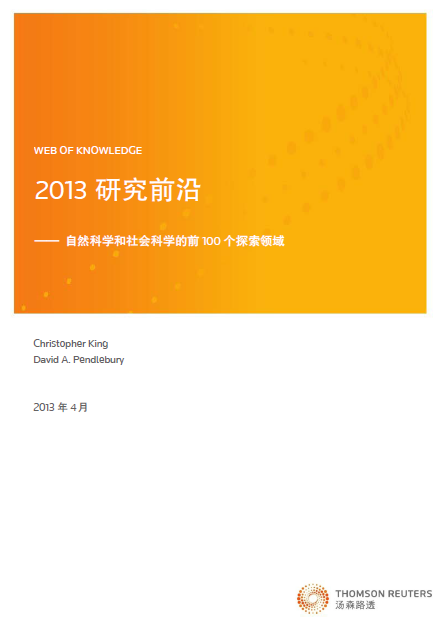 WEB OF KNOWLEDGE
2013 研究前沿
—— 自然科学和社会科学的前 100 个探索领域
Christopher King
David A. Pendlebury
2013 年 4 月
THOMSON REUTERS
汤森路透